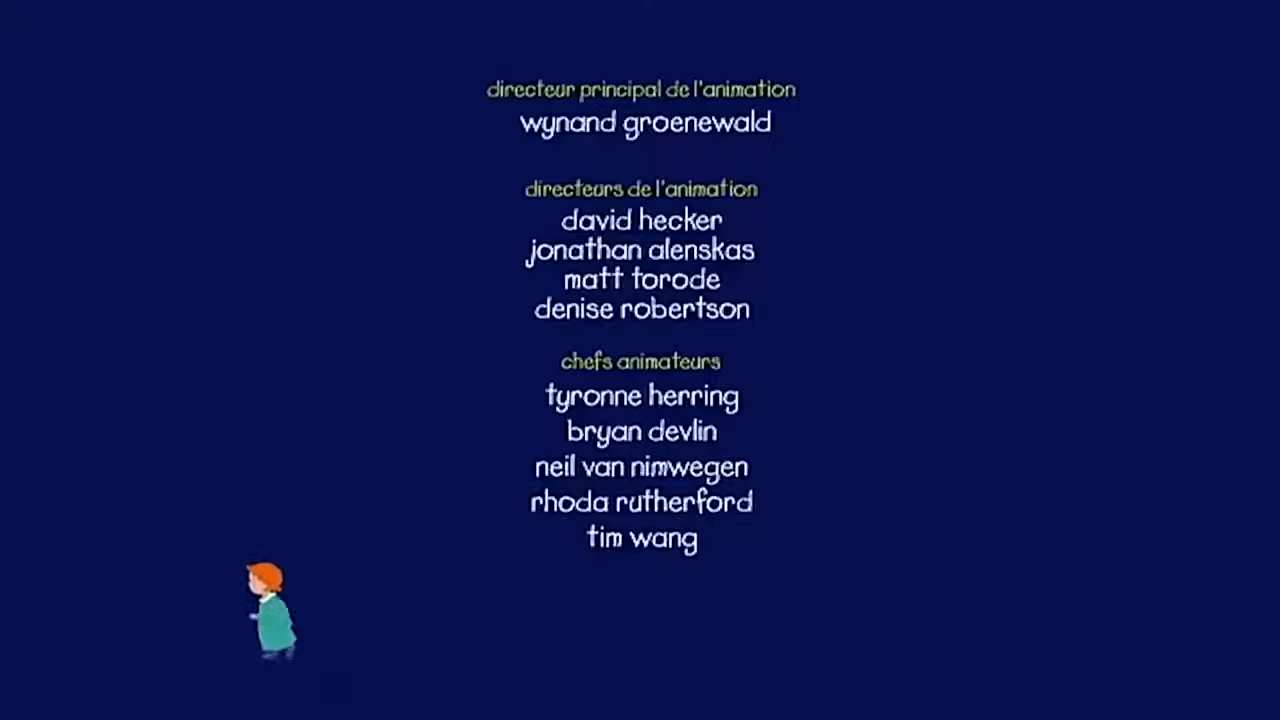 directeur principal de l'animation
wynand groenewald
directeurs de l'animation
david hecker
jonathan alenskas
matt torode
denise robertson
chefs animateurs
tyronne herring
bryan devlin
neil van nimwegen
rhoda rutherford
tim wang